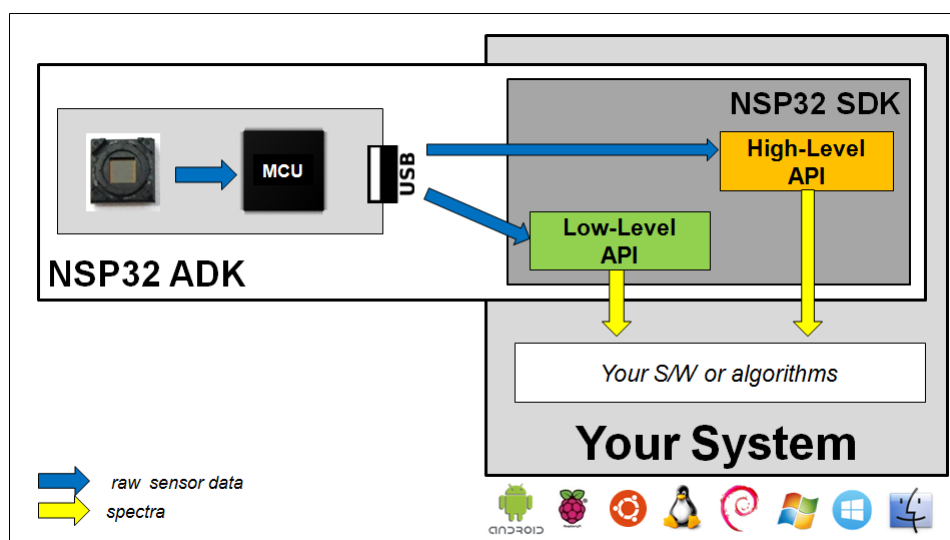 NSP32 SDK
High-Level
API
MCU
USB
Low-Level
API
NSP32 ADK
Your S/W or algorithms
Your System
raw sensor data
spectra
ANDROID